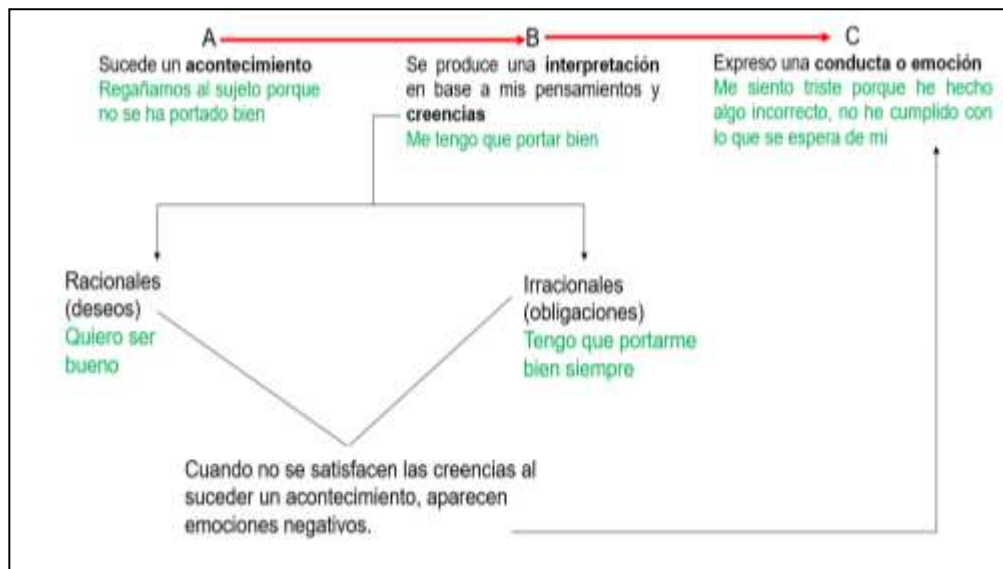 A
Sucede un acontecimiento
Regañamos al sujeto porque
no se ha portado bien
B
Se produce una interpretación
en base a mis pensamientos y
creencias
Me tengo que portar bien
C
Expreso una conducta o emoción
Me siento triste porque he hecho
algo incorrecto, no he cumplido con
lo que se espera de mi
Racionales
(deseos)
Quiero ser
bueno
Irracionales
(obligaciones)
Tengo que portarme
bien siempre
Cuando no se satisfacen las creencias al
suceder un acontecimiento, aparecen
emociones negativos.